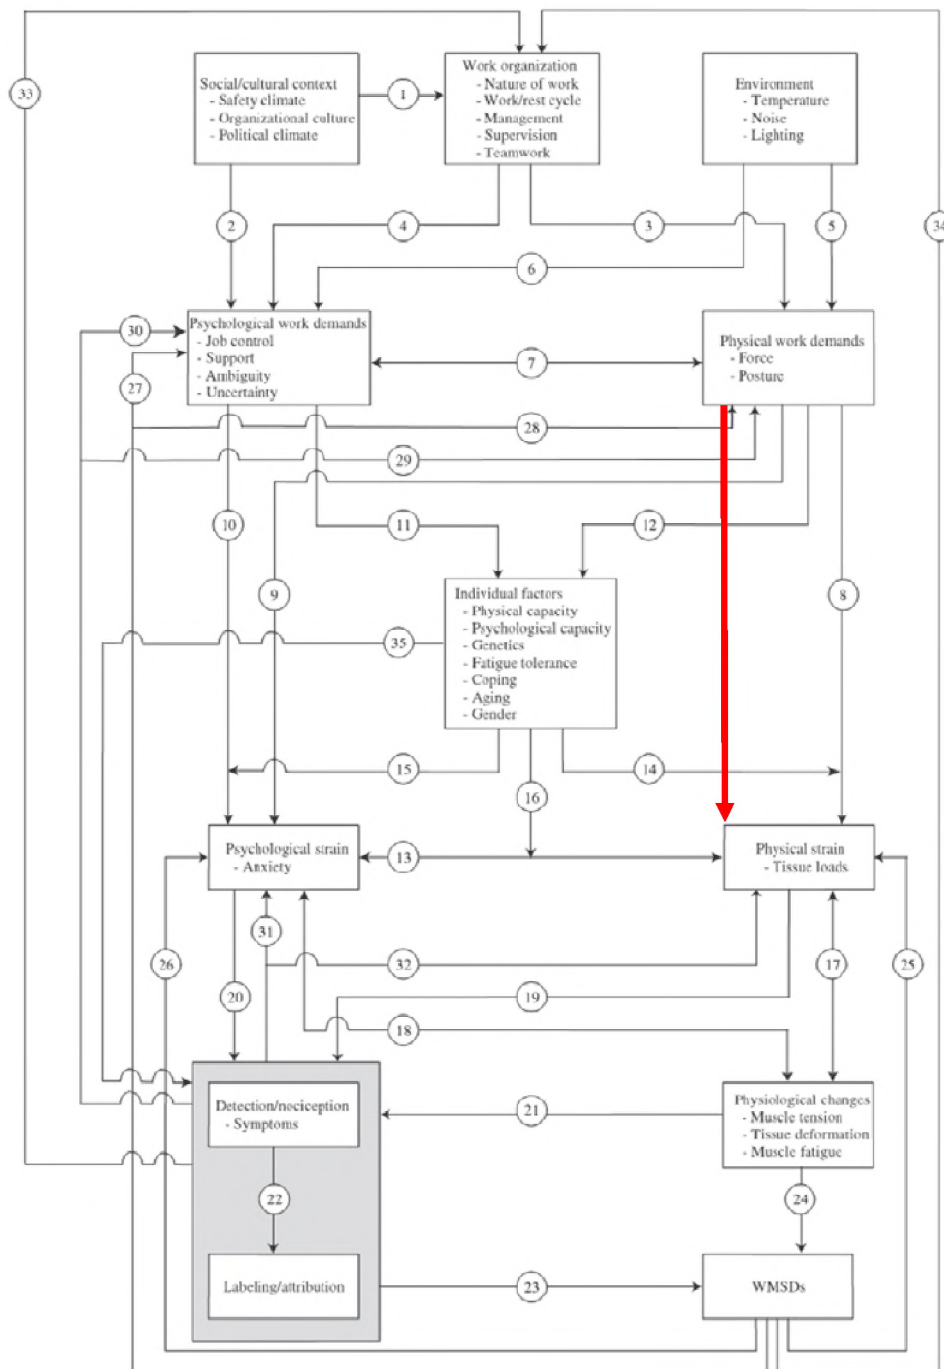 33
34
Social/cultural context
- Safety climate
- Organizational culture
- Political climate
1
Work organization
- Nature of work
- Work/rest cycle
- Management
- Supervision
- Teamwork
Environment
- Temperature
- Noise
- Lighting
2
4
3
5
6
30
27
Psychological work demands
- Job control
- Support
- Ambiguity
- Uncertainty
7
Physical work demands
- Force
- Posture
28
29
10
11
12
9
8
35
Individual factors
- Physical capacity
- Psychological capacity
- Genetics
- Fatigue tolerance
- Coping
- Aging
- Gender
15
14
16
Psychological strain
- Anxiety
13
Physical strain
- Tissue loads
31
26
32
17
25
20
19
18
Detection/nociception
- Symptoms
21
Physiological changes
- Muscle tension
- Tissue deformation
- Muscle fatigue
22
24
Labeling/attribution
23
WMSDs